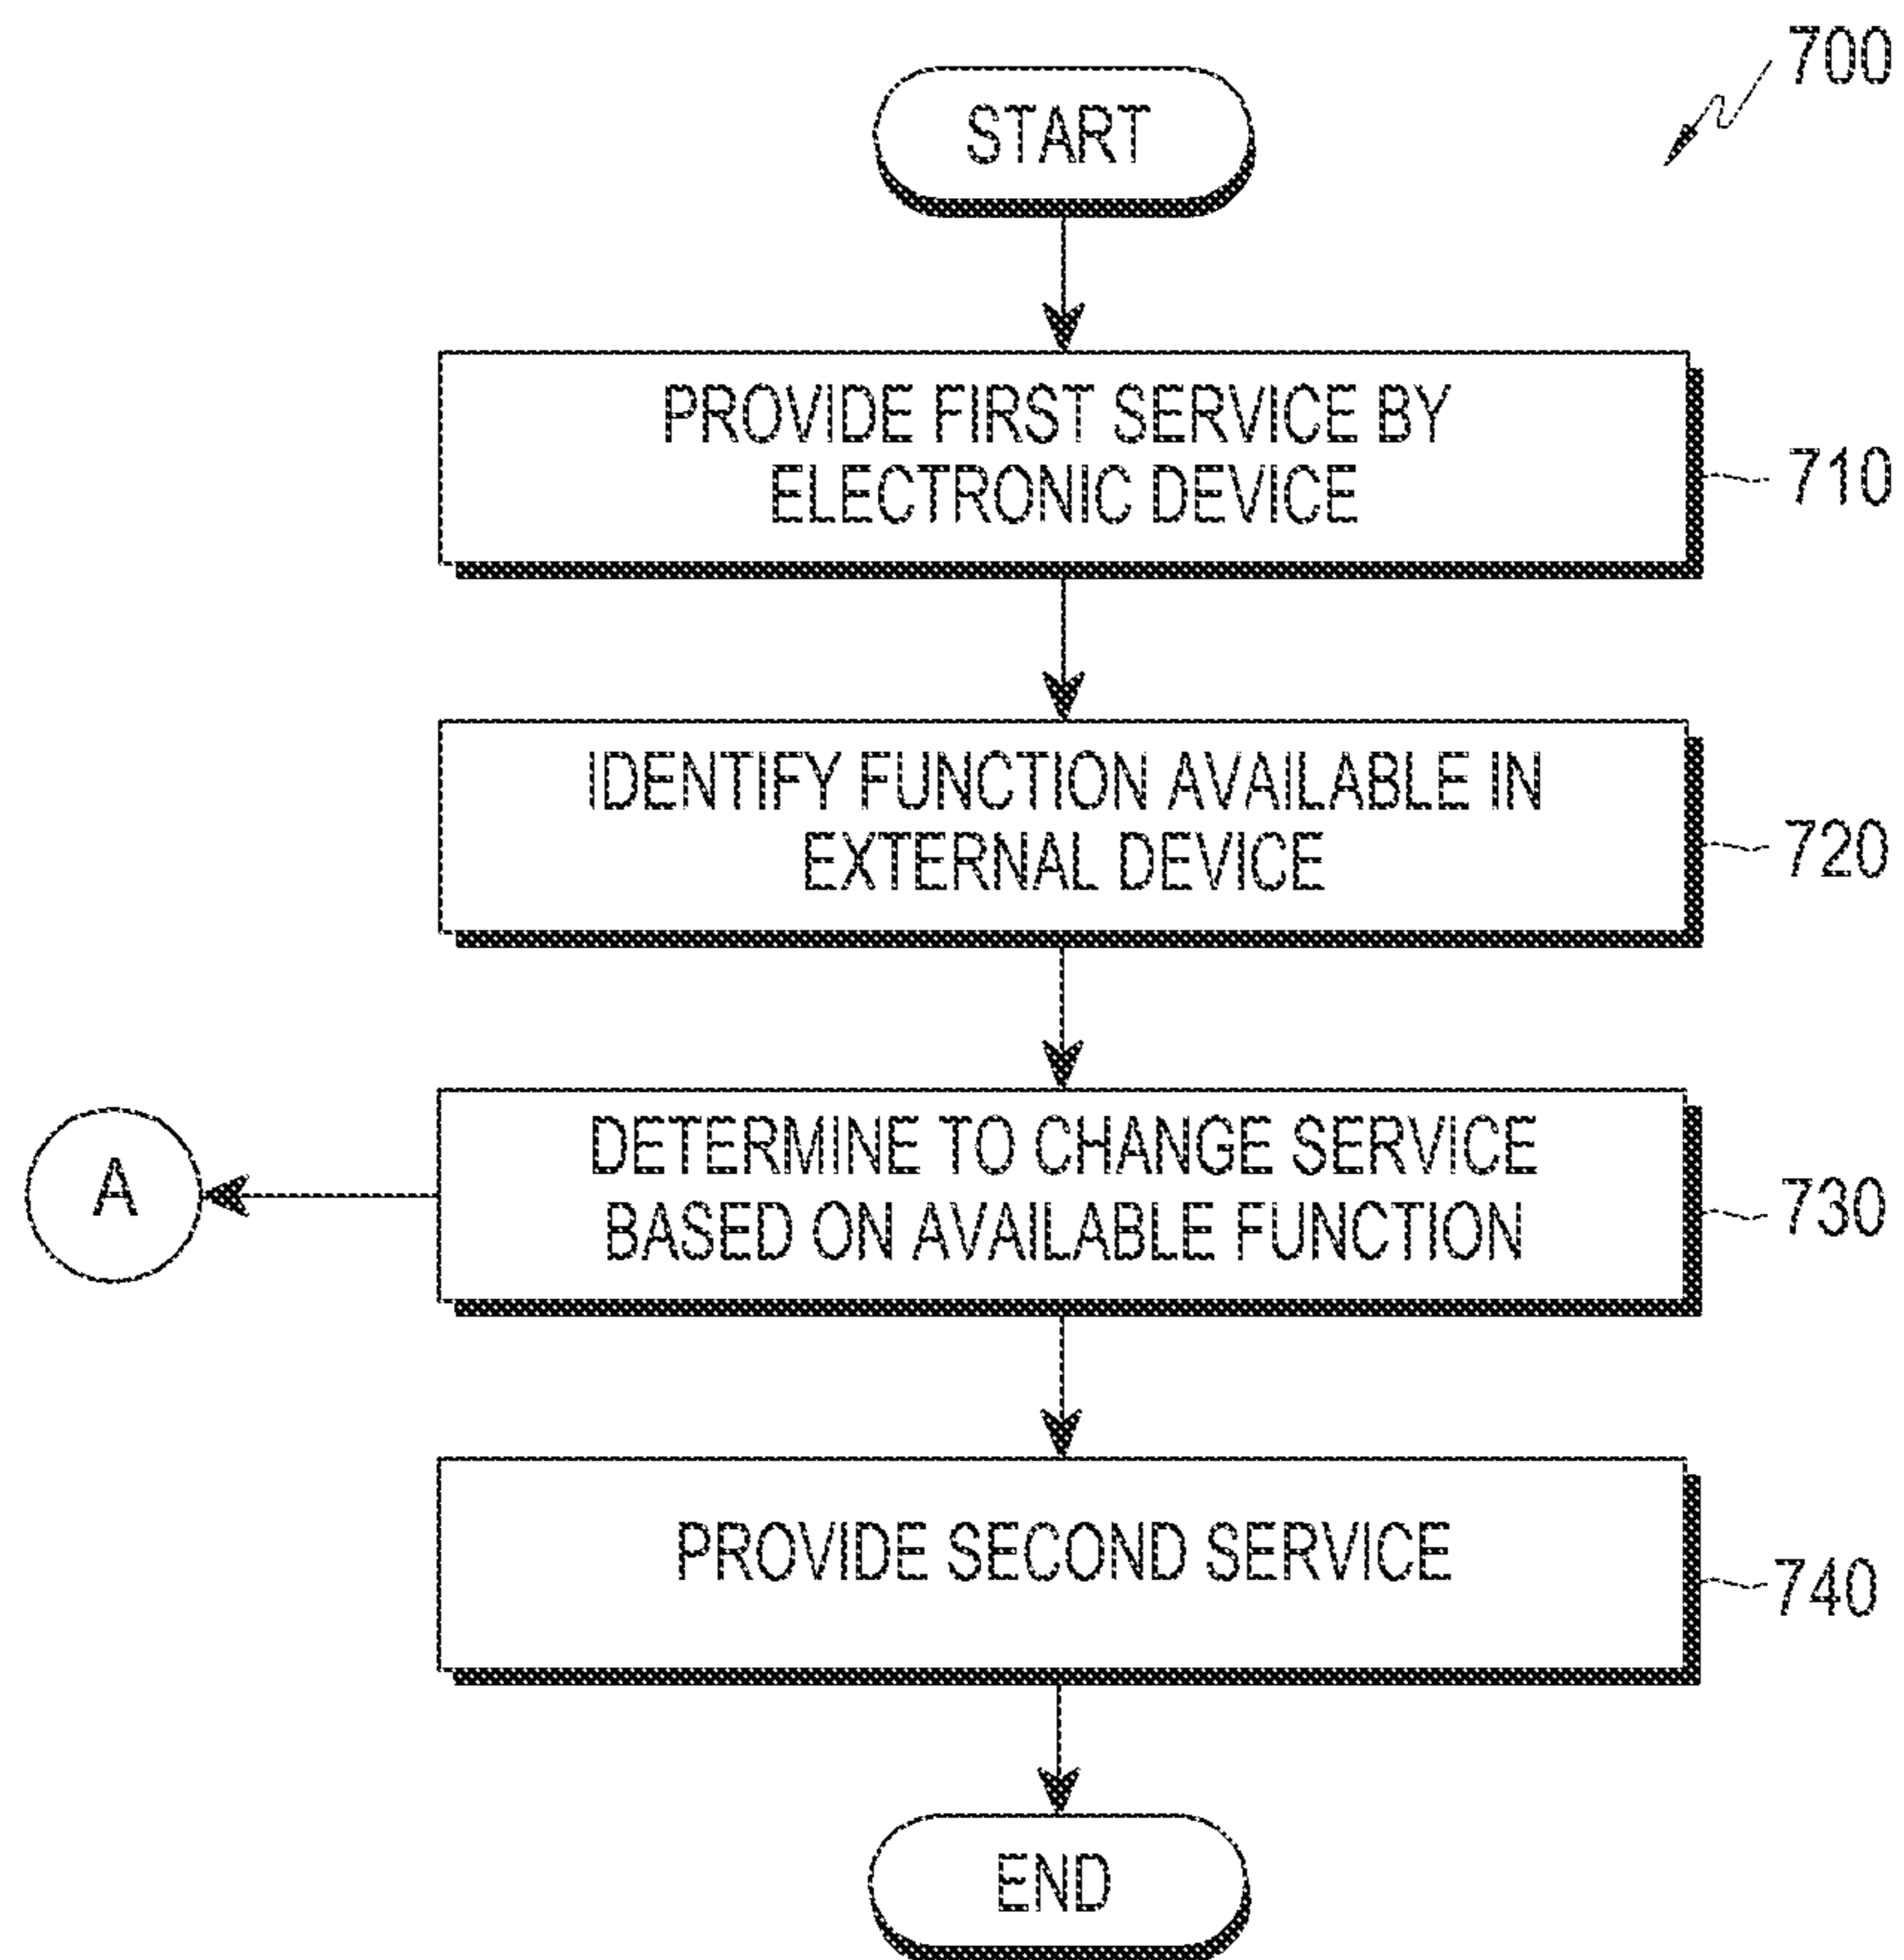 700
START
PROVIDE FIRST SERVICE BY
ELECTRONIC DEVICE
710
IDENTIFY FUNCTION AVAILABLE IN
EXTERNAL DEVICE
720
DETERMINE TO CHANGE SERVICE
BASED ON AVAILABLE FUNCTION
A
730
PROVIDE SECOND SERVICE
740
END